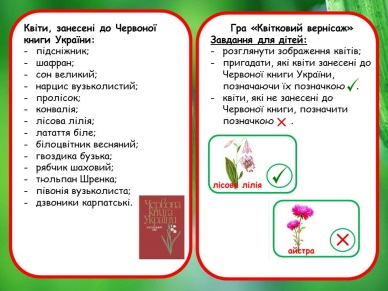 Квіти, занесені до Червоної
книги України:
- підсніжник;
- шафран;
- сон великий;
- нарцис вузьколистий;
- пролісок;
- конвалія;
- лісова лілія;
- латаття біле;
- білоцвітник весняний;
- гвоздика бузька;
- рябчик шаховий;
- тюльпан Шренка;
- півонія вузьколиста;
- дзвоники карпатські.
Червона
книга
України
Гра «Квітковий вернісаж»
Завдання для дітей:
- розглянути зображення квітів;
- пригадати, які квіти занесені до
Червоної книги України,
позначаючи їх позначкою .
- квіти, які не занесені до
Червоної книги, позначити
позначкою .
лісова лілія
айстра